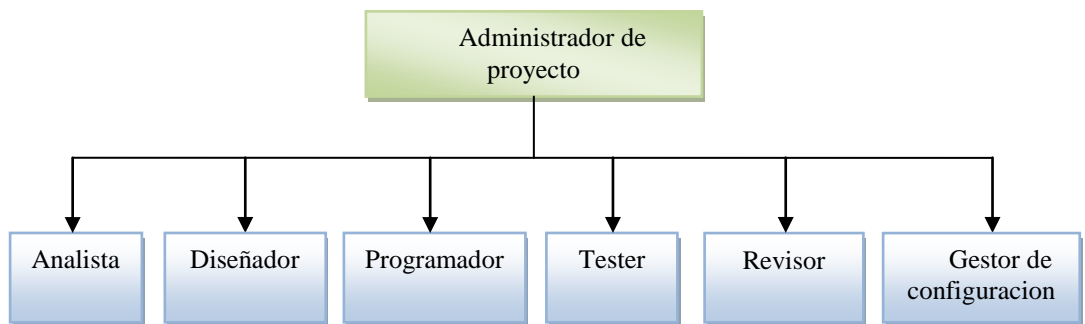 Administrador de
proyecto
Analista
Diseñador
Programador
Tester
Revisor
Gestor de
configuracion